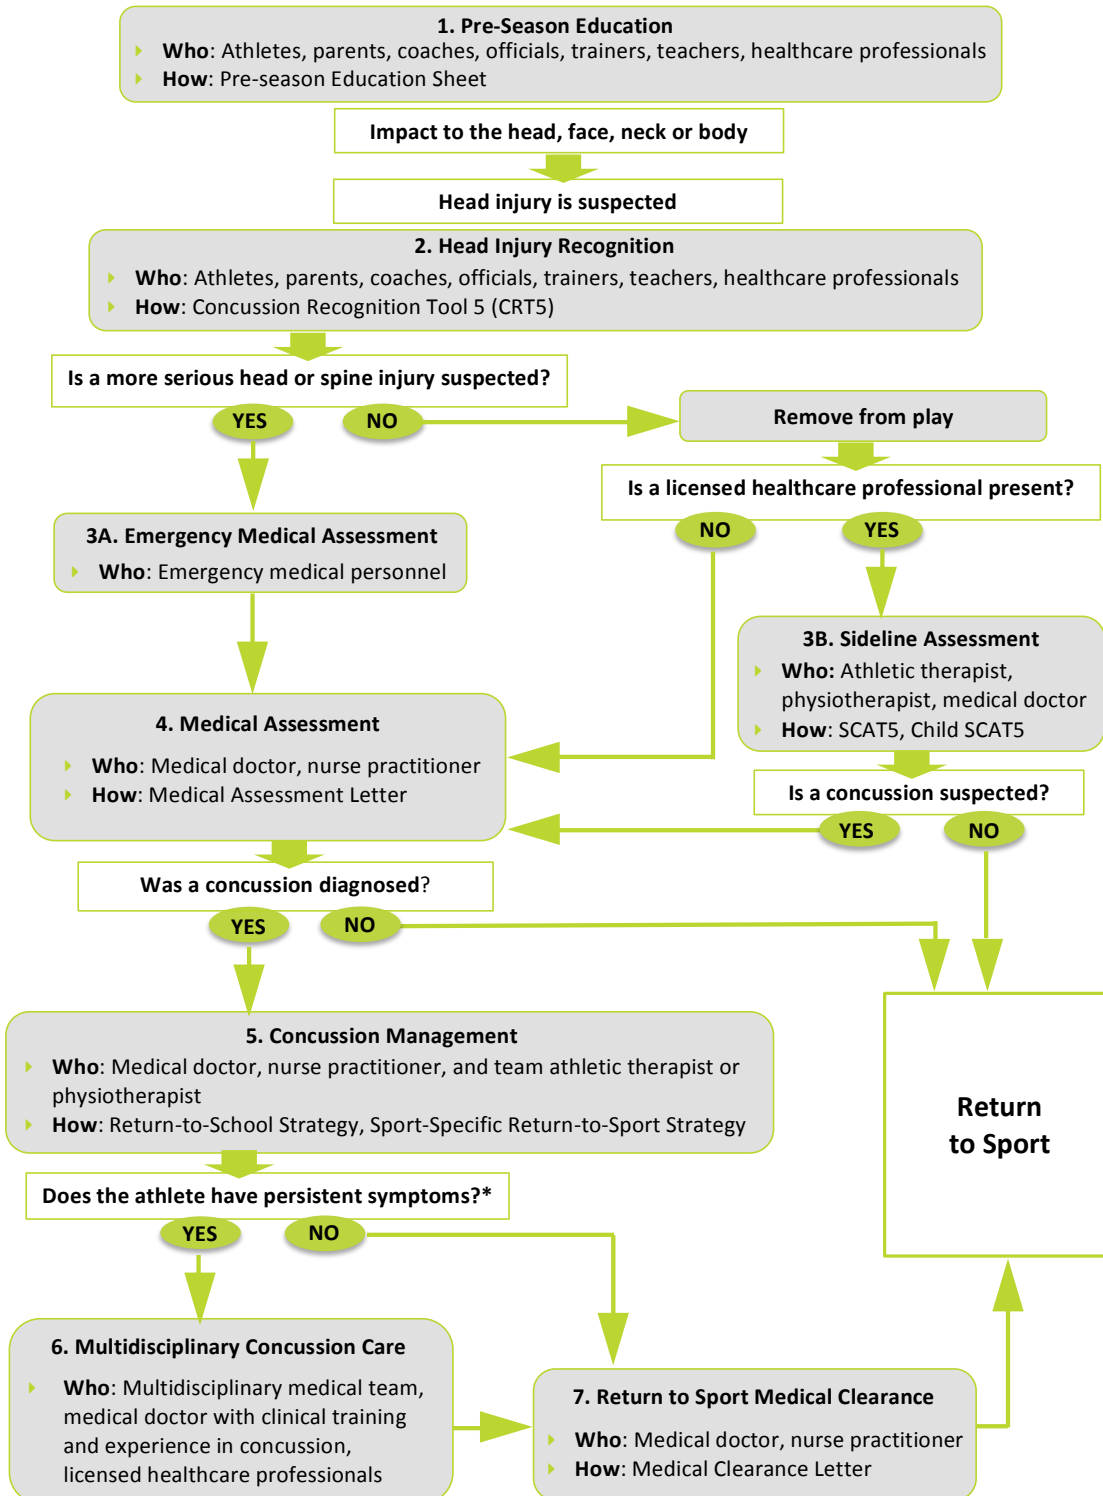 1. Pre-Season Education
Who: Athletes, parents, coaches, officials, trainers, teachers, healthcare professionals
How: Pre-season Education Sheet
Impact to the head, face, neck or body
Head injury is suspected
2. Head Injury Recognition
Who: Athletes, parents, coaches, officials, trainers, teachers, healthcare professionals
How: Concussion Recognition Tool 5 (CRT5)
Is a more serious head or spine injury suspected?
YES
NO
Remove from play
Is a licensed healthcare professional present?
NO
YES
3A. Emergency Medical Assessment
Who: Emergency medical personnel
3B. Sideline Assessment
Who: Athletic therapist,
physiotherapist, medical doctor
How: SCAT5, Child SCAT5
4. Medical Assessment
Who: Medical doctor, nurse practitioner
How: Medical Assessment Letter
Is a concussion suspected?
YES
NO
Was a concussion diagnosed?
YES
NO
5. Concussion Management
Who: Medical doctor, nurse practitioner, and team athletic therapist or
physiotherapist
How: Return-to-School Strategy, Sport-Specific Return-to-Sport Strategy
Return
to Sport
Does the athlete have persistent symptoms?*
YES
NO
6. Multidisciplinary Concussion Care
Who: Multidisciplinary medical team,
medical doctor with clinical training
and experience in concussion,
licensed healthcare professionals
7. Return to Sport Medical Clearance
Who: Medical doctor, nurse practitioner
How: Medical Clearance Letter